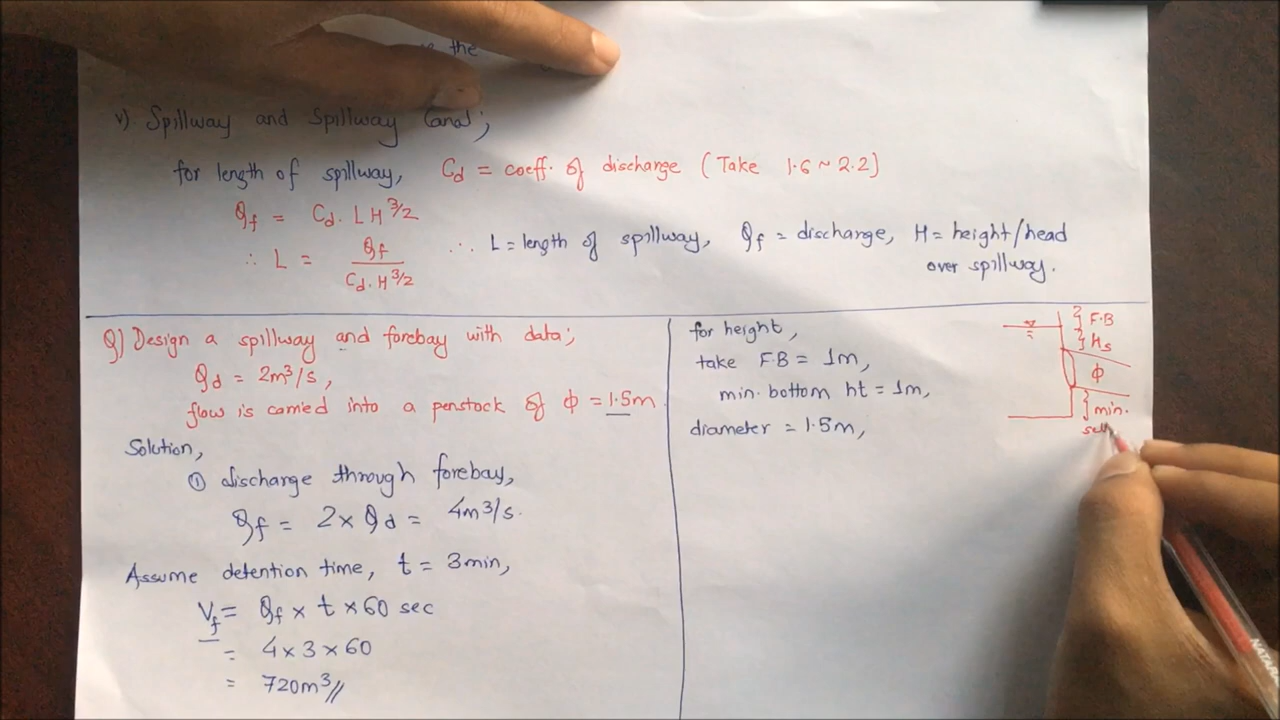 the
v) Spillway and Spillway Canal;
for length of spillway, Cd = coeff. of discharge (Take 1.6 ~ 2.2)
Qf = Cd. L H^3/2
∴ L = Qf / Cd. H^3/2 ∴ L = length of spillway, Qf = discharge, H = height/head
over spillway.
Q) Design a spillway and forebay with data;
Qd = 2m³/s,
flow is carried into a penstock of ϕ = 1.5m
Solution,
① discharge through forebay,
Qf = 2 x Qd = 4m³/s.
Assume detention time, t = 3min,
Vf = Qf x t x 60 sec
= 4 x 3 x 60
= 720m³//
for height,
take F.B = 1m,
min. bottom ht = 1m,
diameter = 1.5m,
F.B
hs
ϕ
min.